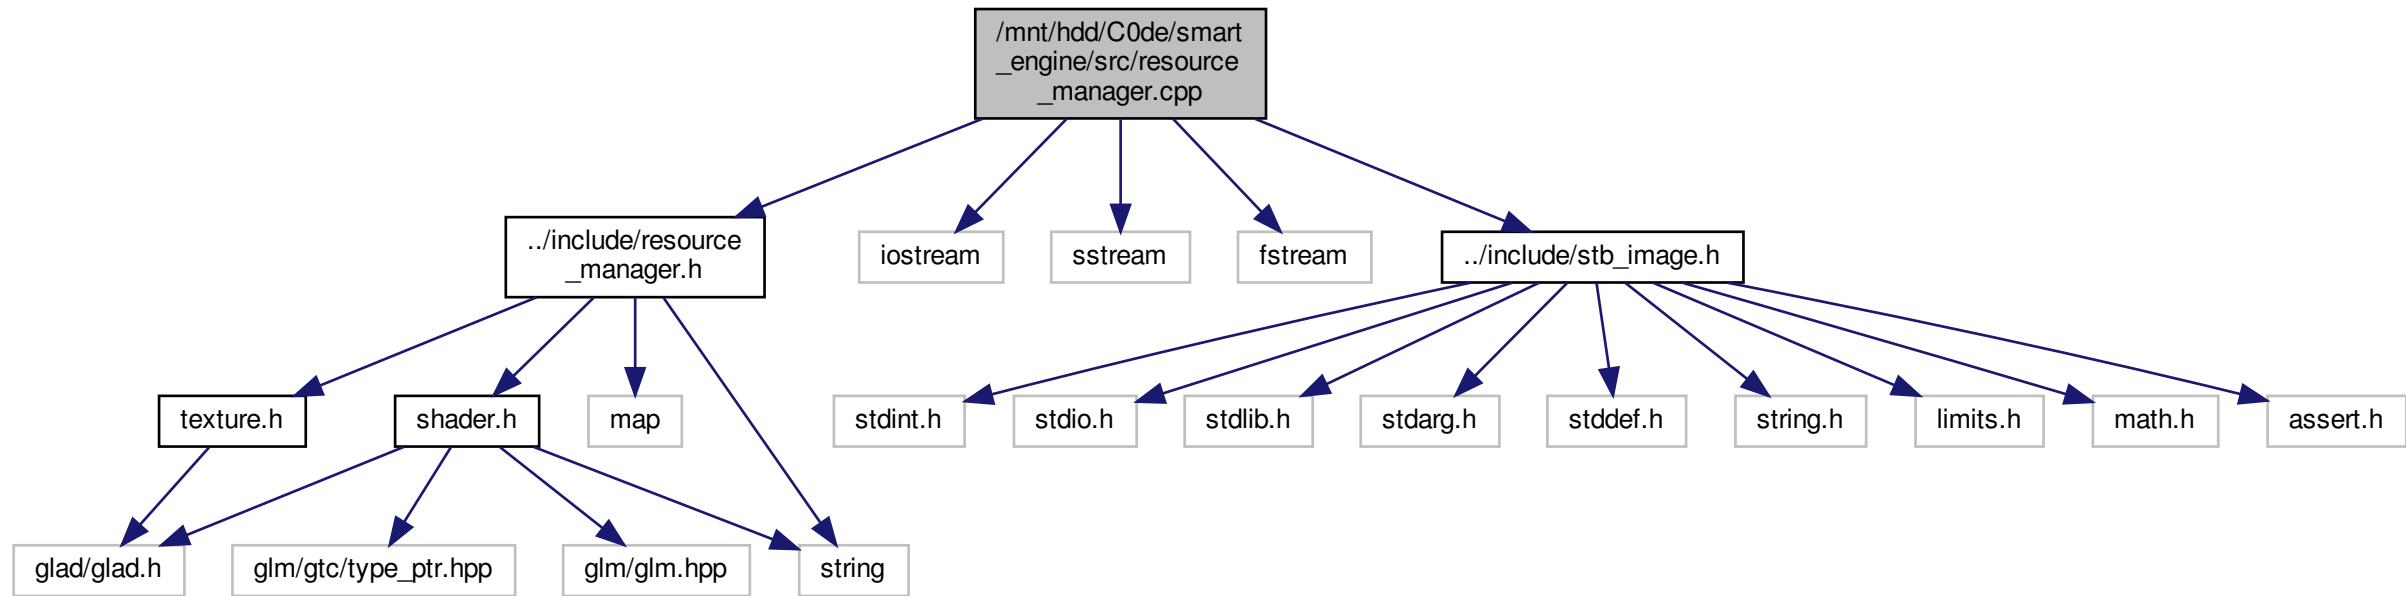 /mnt/hdd/C0de/smart
_engine/src/resource
_manager.cpp
../include/resource
_manager.h
iostream
sstream
fstream
../include/stb_image.h
texture.h
shader.h
map
stdint.h
stdio.h
stdlib.h
stdarg.h
stddef.h
string.h
limits.h
math.h
assert.h
glad/glad.h
glm/gtc/type_ptr.hpp
glm/glm.hpp
string